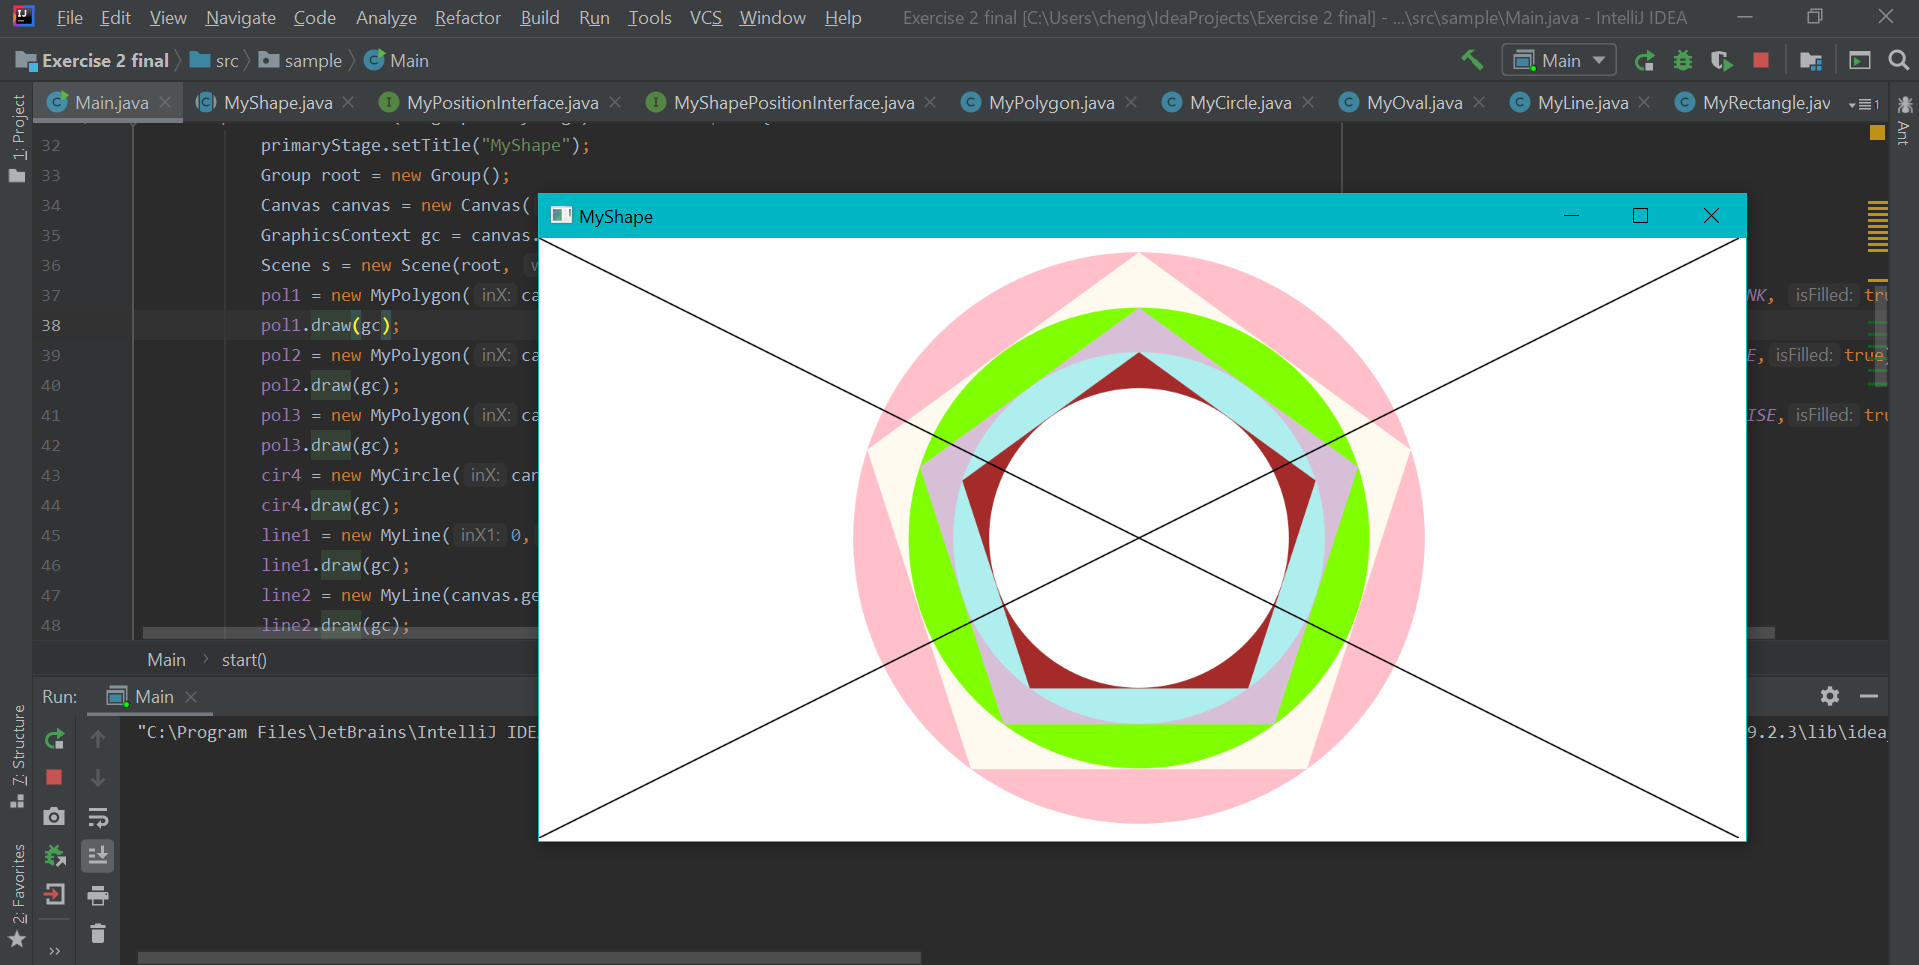 File Edit View Navigate Code Analyze Refactor Build Run Tools VCS Window Help Exercise 2 final [C:\Users\cheng\IdeaProjects\Exercise 2 final] - ...\src\sample\Main.java - IntelliJ IDEA
Exercise 2 final src sample Main Main
Main.java MyShape.java MyPositionInterface.java MyShapePositionInterface.java MyPolygon.java MyCircle.java MyOval.java MyLine.java MyRectangle.jav 1
1: Project
Ant
32 primaryStage.setTitle("MyShape");
33 Group root = new Group();
34 Canvas canvas = new Canvas(
35 GraphicsContext gc = canvas.
36 Scene s = new Scene(root,
37 pol1 = new MyPolygon( inX: ca NK, isFilled: tru
38 pol1.draw(gc);
39 pol2 = new MyPolygon( inX: ca E, isFilled: true
40 pol2.draw(gc);
41 pol3 = new MyPolygon( inX: ca ISE, isFilled: tru
42 pol3.draw(gc);
43 cir4 = new MyCircle( inX: can
44 cir4.draw(gc);
45 line1 = new MyLine( inX1: 0,
46 line1.draw(gc);
47 line2 = new MyLine(canvas.ge
48 line2.draw(gc);
MyShape
Main start()
Run: Main
"C:\Program Files\JetBrains\IntelliJ IDE 9.2.3\lib\idea
7: Structure
2: Favorites